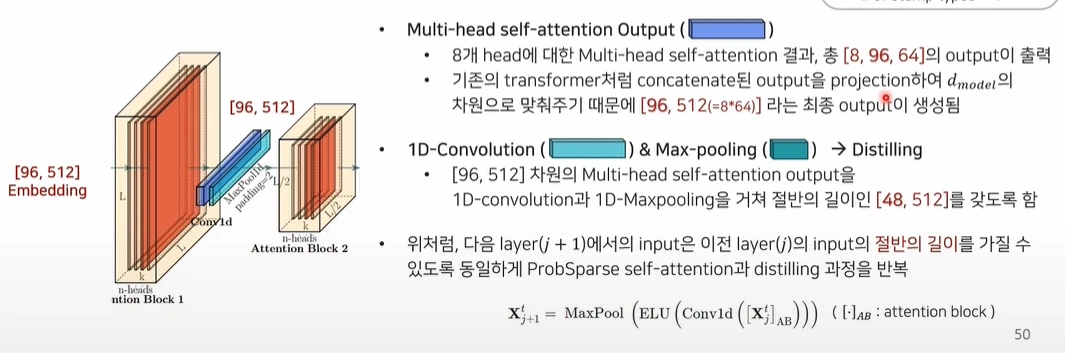 • Multi-head self-attention Output ( )
• 8개 head에 대한 Multi-head self-attention 결과, 총 [8, 96, 64]의 output이 출력
• 기존의 transformer처럼 concatenate된 output을 projection하여 d_model의
차원으로 맞춰주기 때문에 [96, 512(=8*64)] 라는 최종 output이 생성됨
• 1D-Convolution ( ) & Max-pooling ( ) → Distilling
• [96, 512] 차원의 Multi-head self-attention output을
1D-convolution과 1D-Maxpooling을 거쳐 절반의 길이인 [48, 512]를 갖도록 함
• 위처럼, 다음 layer(j + 1)에서의 input은 이전 layer(j)의 input의 절반의 길이를 가질 수
있도록 동일하게 ProbSparse self-attention과 distilling 과정을 반복
X^t_{j+1} = MaxPool (ELU (Conv1d ([X^t_j]_AB))) ( [·]_AB : attention block )
50
[96, 512]
Embedding
[96, 512]
L
L
k
n-heads
ntion Block 1
Conv1d
MaxPool1d,
padding=2
L/2
L/2
k
n-heads
Attention Block 2